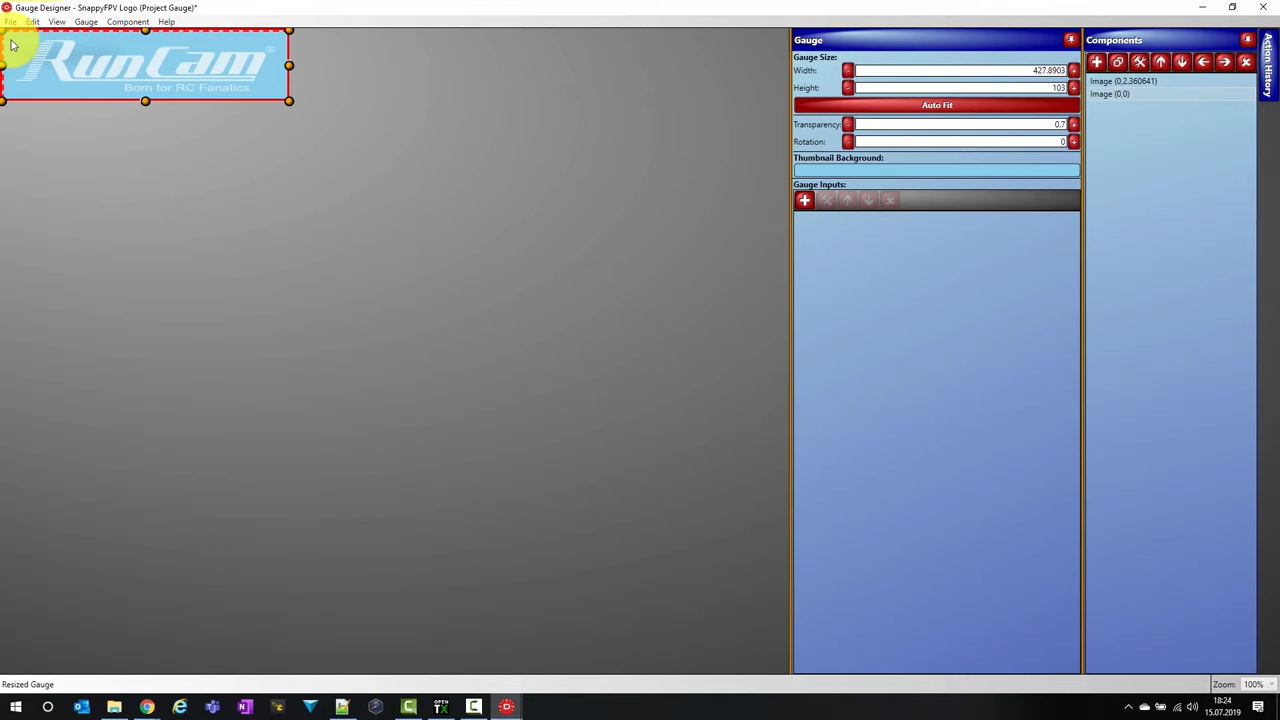 Gauge Designer - SnappyFPV Logo (Project Gauge)*
File Edit View Gauge Component Help
RunCam®
Born for RC Fanatics
Gauge
Gauge Size:
Width: - 427.8903 +
Height: - 103 +
Auto Fit
Transparency: - 0.7 +
Rotation: - 0 +
Thumbnail Background:
Gauge Inputs:
Components
Image (0,2.360641)
Image (0,0)
Action History
Resized Gauge
Zoom: 100%
OPEN TX
18:24
15.07.2019